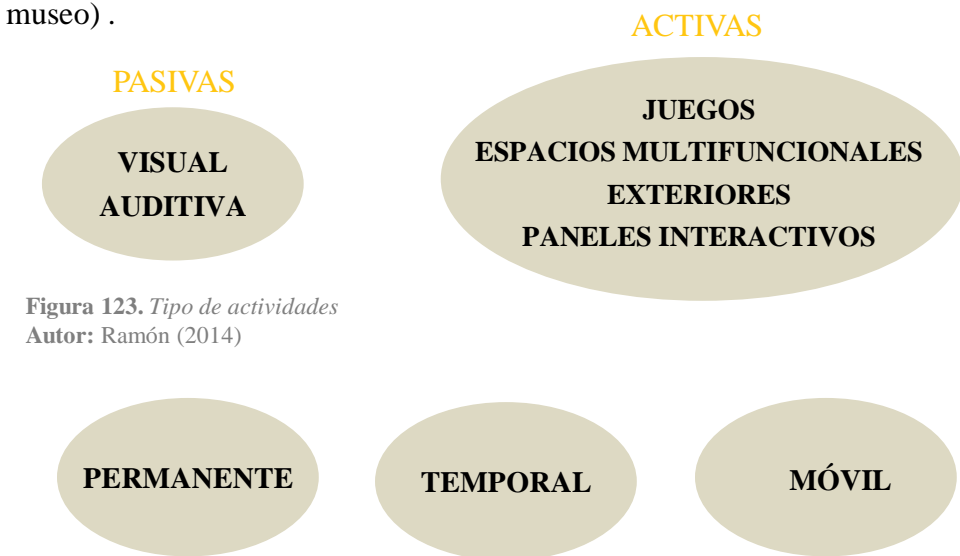 museo) .
ACTIVAS
PASIVAS
JUEGOS
ESPACIOS MULTIFUNCIONALES
EXTERIORES
PANELES INTERACTIVOS
VISUAL
AUDITIVA
Figura 123. Tipo de actividades
Autor: Ramón (2014)
PERMANENTE
TEMPORAL
MÓVIL